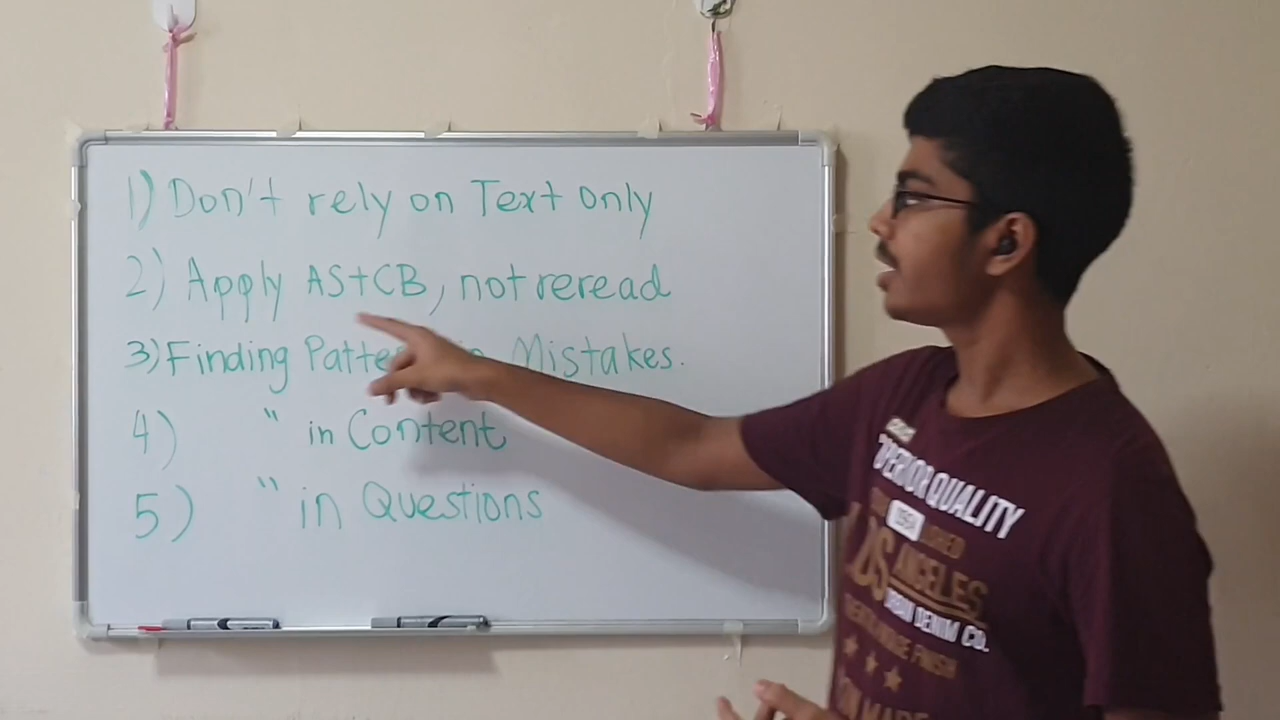 1) Don't rely on Text Only
2) Apply AS+CB, not reread
3) Finding Mistakes.
4) " in Content
5) " in Questions
QUALITY
ANGELES
DENIM CO.
FINISH